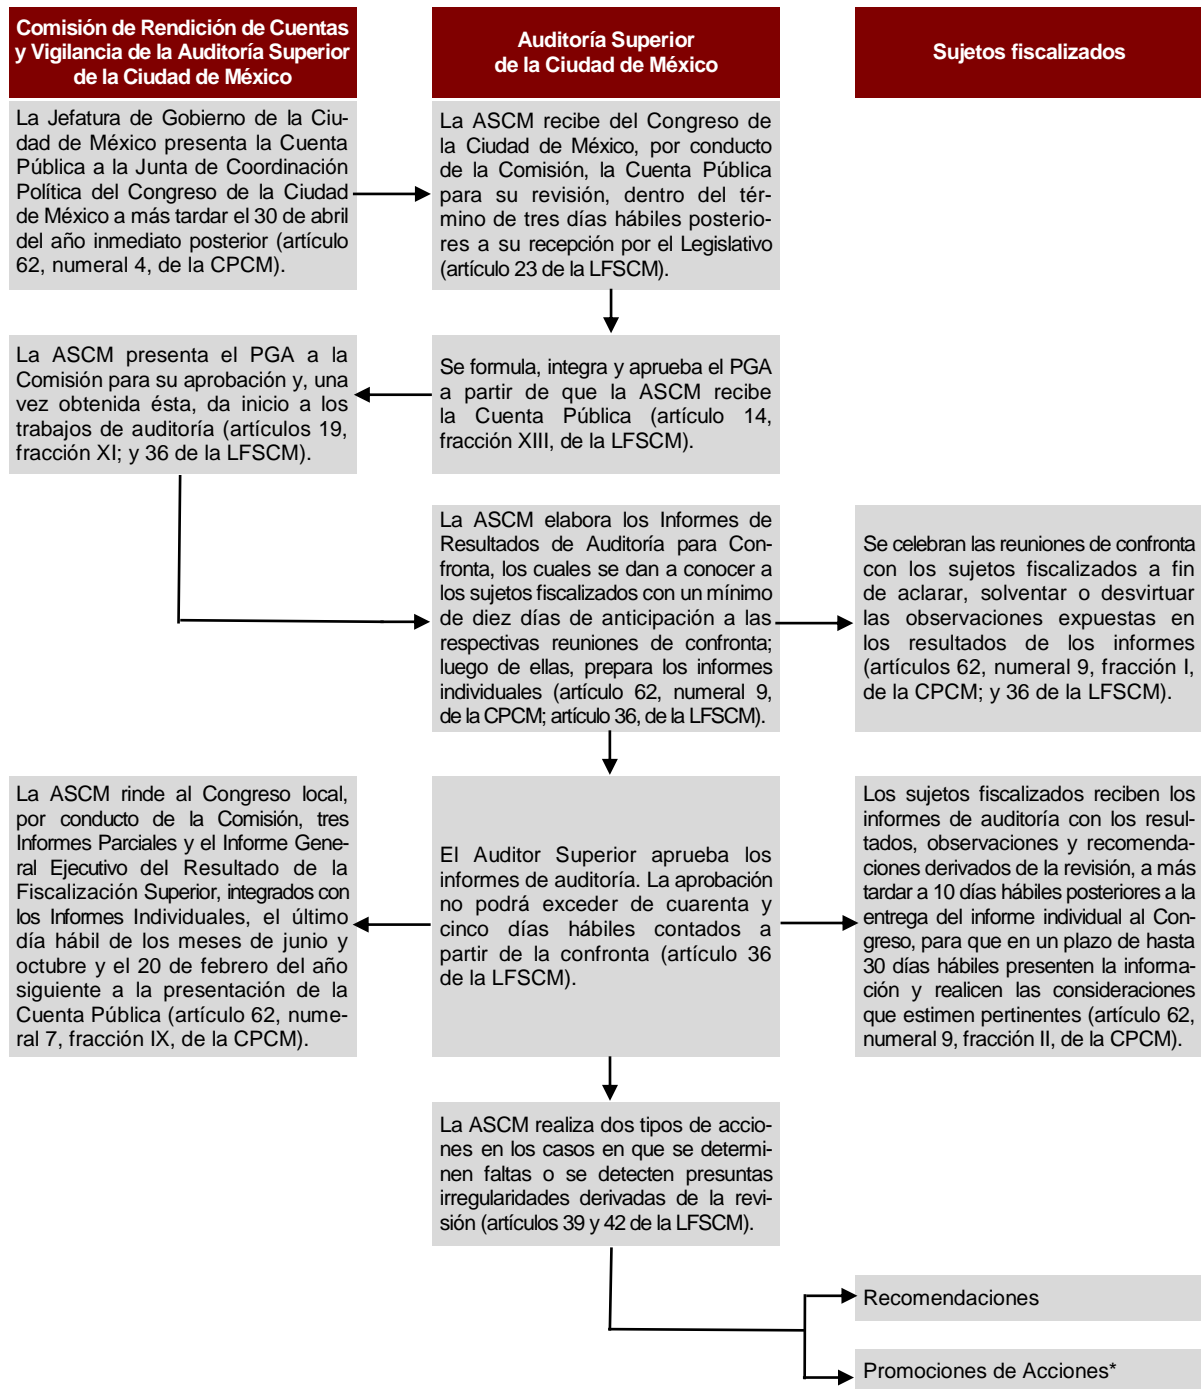 Comisión de Rendición de Cuentas
y Vigilancia de la Auditoría Superior
de la Ciudad de México
Auditoría Superior
de la Ciudad de México
Sujetos fiscalizados
La Jefatura de Gobierno de la Ciu-
dad de México presenta la Cuenta
Pública a la Junta de Coordinación
Política del Congreso de la Ciudad
de México a más tardar el 30 de abril
del año inmediato posterior (artículo
62, numeral 4, de la CPCM).
La ASCM recibe del Congreso de
la Ciudad de México, por conducto
de la Comisión, la Cuenta Pública
para su revisión, dentro del tér-
mino de tres días hábiles posterio-
res a su recepción por el Legislativo
(artículo 23 de la LFSCM).
La ASCM presenta el PGA a la
Comisión para su aprobación y, una
vez obtenida ésta, da inicio a los
trabajos de auditoría (artículos 19,
fracción XI; y 36 de la LFSCM).
Se formula, integra y aprueba el PGA
a partir de que la ASCM recibe
la Cuenta Pública (artículo 14,
fracción XIII, de la LFSCM).
La ASCM elabora los Informes de
Resultados de Auditoría para Con-
fronta, los cuales se dan a conocer a
los sujetos fiscalizados con un mínimo
de diez días de anticipación a las
respectivas reuniones de confronta;
luego de ellas, prepara los informes
individuales (artículo 62, numeral 9,
de la CPCM; artículo 36, de la LFSCM).
Se celebran las reuniones de confronta
con los sujetos fiscalizados a fin
de aclarar, solventar o desvirtuar
las observaciones expuestas en
los resultados de los informes
(artículos 62, numeral 9, fracción I,
de la CPCM; y 36 de la LFSCM).
La ASCM rinde al Congreso local,
por conducto de la Comisión, tres
Informes Parciales y el Informe Gene-
ral Ejecutivo del Resultado de la
Fiscalización Superior, integrados con
los Informes Individuales, el último
día hábil de los meses de junio y
octubre y el 20 de febrero del año
siguiente a la presentación de la
Cuenta Pública (artículo 62, nume-
ral 7, fracción IX, de la CPCM).
El Auditor Superior aprueba los
informes de auditoría. La aprobación
no podrá exceder de cuarenta y
cinco días hábiles contados a
partir de la confronta (artículo 36
de la LFSCM).
Los sujetos fiscalizados reciben los
informes de auditoría con los resul-
tados, observaciones y recomenda-
ciones derivados de la revisión, a más
tardar a 10 días hábiles posteriores a la
entrega del informe individual al Con-
greso, para que en un plazo de hasta
30 días hábiles presenten la informa-
ción y realicen las consideraciones
que estimen pertinentes (artículo 62,
numeral 9, fracción II, de la CPCM).
La ASCM realiza dos tipos de accio-
nes en los casos en que se determi-
nen faltas o se detecten presuntas
irregularidades derivadas de la revi-
sión (artículos 39 y 42 de la LFSCM).
Recomendaciones
Promociones de Acciones*